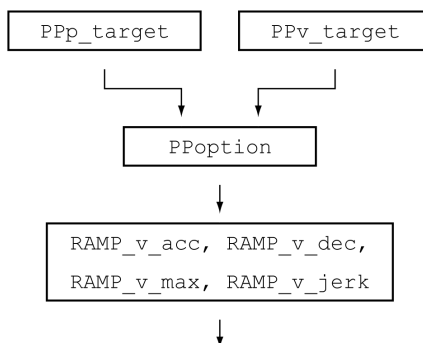 PPp_target
PPv_target
PPoption
RAMP_v_acc, RAMP_v_dec,
RAMP_v_max, RAMP_v_jerk